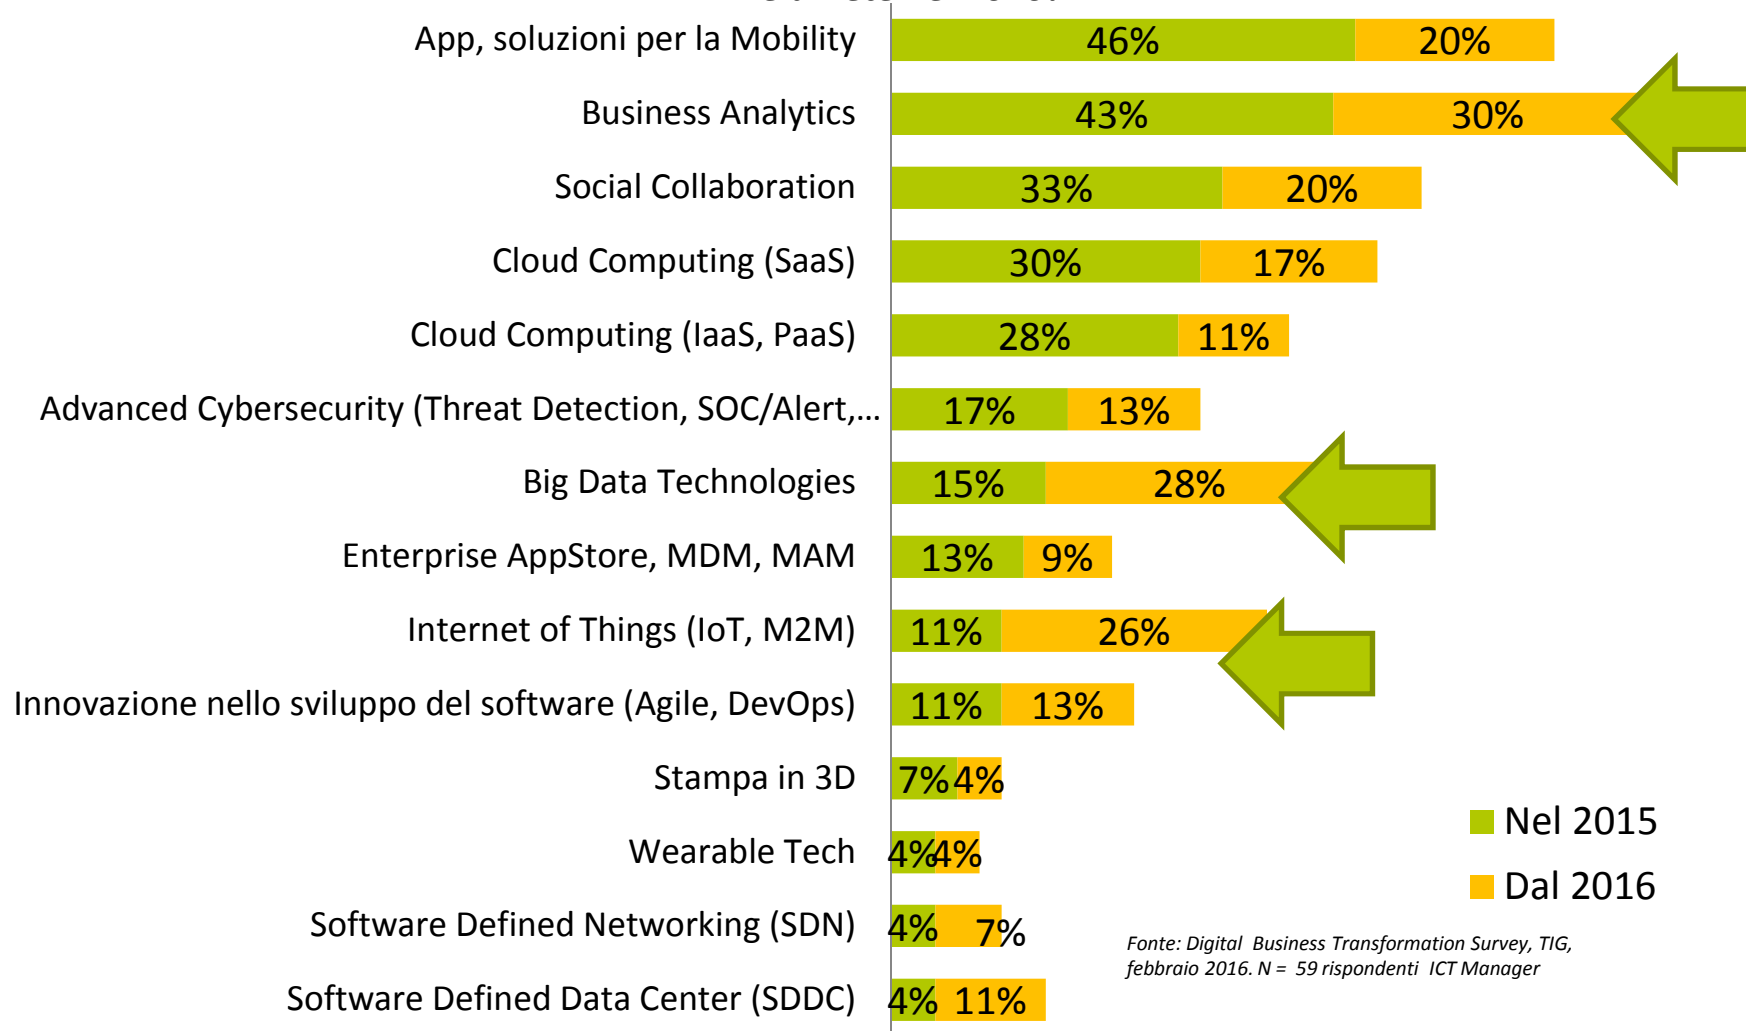 App, soluzioni per la Mobility 46% 20%
Business Analytics 43% 30%
Social Collaboration 33% 20%
Cloud Computing (SaaS) 30% 17%
Cloud Computing (IaaS, PaaS) 28% 11%
Advanced Cybersecurity (Threat Detection, SOC/Alert,... 17% 13%
Big Data Technologies 15% 28%
Enterprise AppStore, MDM, MAM 13% 9%
Internet of Things (IoT, M2M) 11% 26%
Innovazione nello sviluppo del software (Agile, DevOps) 11% 13%
Stampa in 3D 7% 4%
Wearable Tech 4% 4%
Software Defined Networking (SDN) 4% 7%
Software Defined Data Center (SDDC) 4% 11%
Nel 2015
Dal 2016
Fonte: Digital Business Transformation Survey, TIG,
febbraio 2016. N = 59 rispondenti ICT Manager